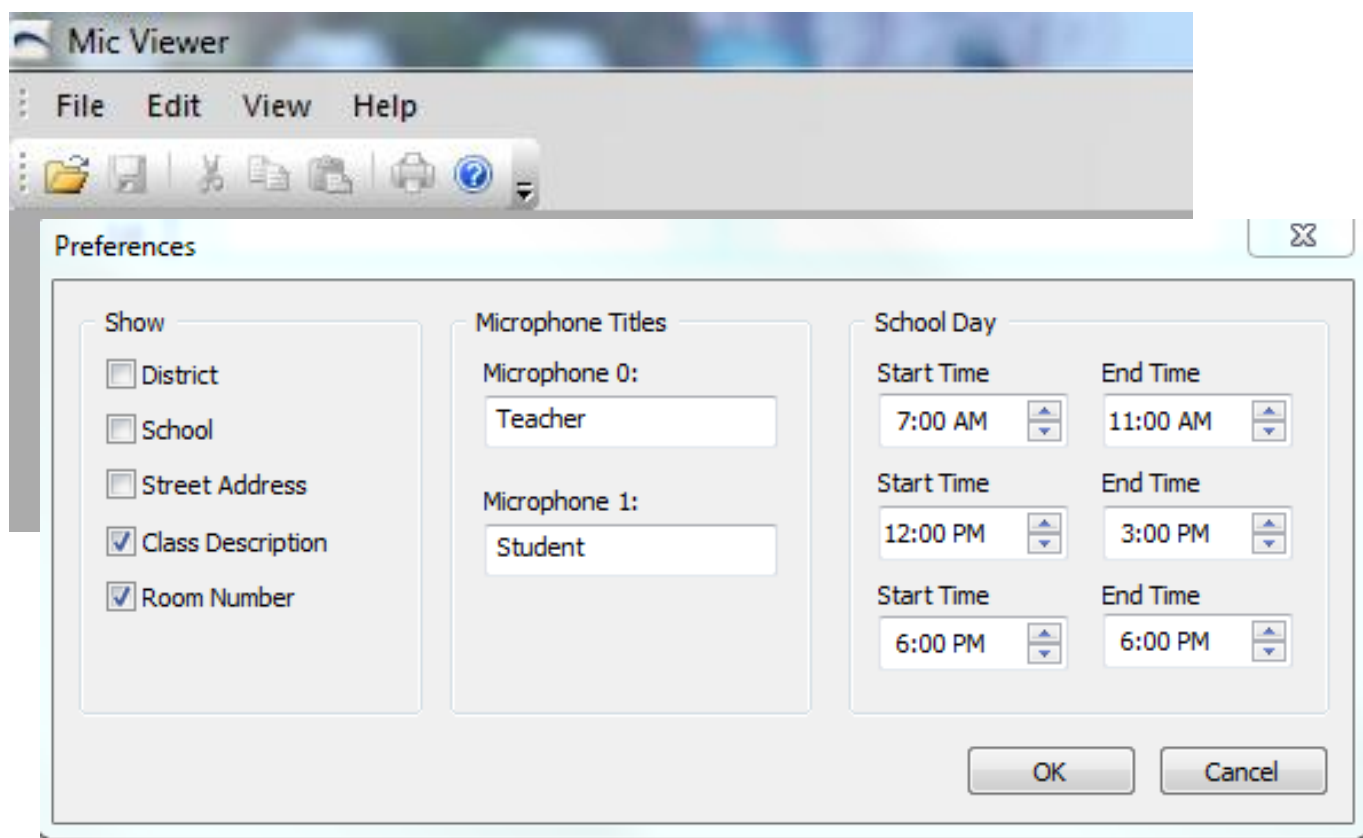 Mic Viewer
File Edit View Help
Preferences
Show
District
School
Street Address
Class Description
Room Number
Microphone Titles
Microphone 0:
Teacher
Microphone 1:
Student
School Day
Start Time End Time
7:00 AM 11:00 AM
Start Time End Time
12:00 PM 3:00 PM
Start Time End Time
6:00 PM 6:00 PM
OK Cancel